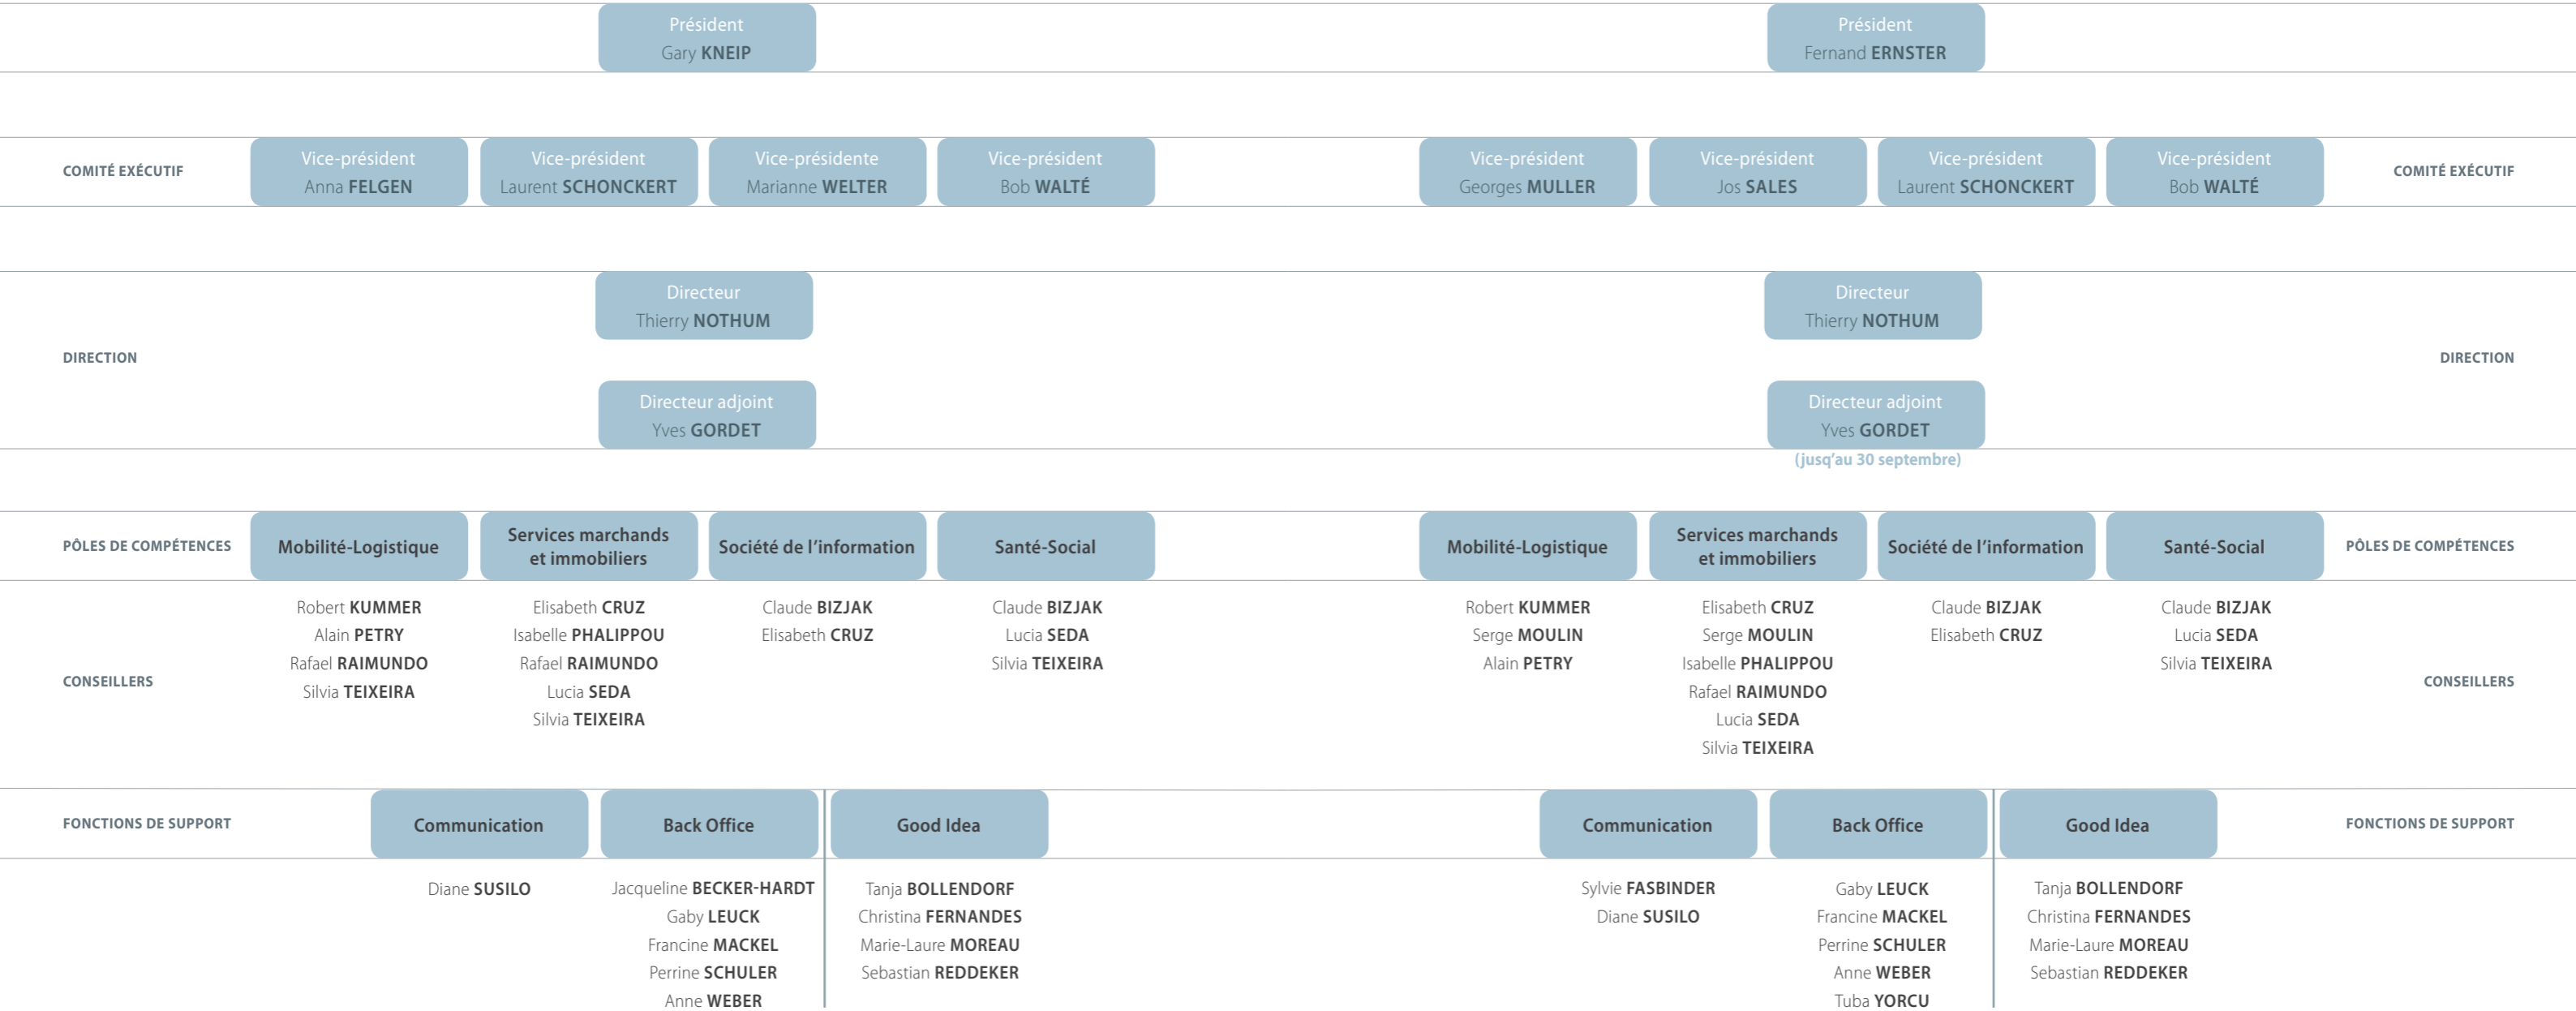 Président
Gary KNEIP
COMITÉ EXÉCUTIF
Vice-président
Anna FELGEN
Vice-président
Laurent SCHONCKERT
Vice-présidente
Marianne WELTER
Vice-président
Bob WALTÉ
DIRECTION
Directeur
Thierry NOTHUM
Directeur adjoint
Yves GORDET
PÔLES DE COMPÉTENCES
Mobilité-Logistique
Services marchands
et immobiliers
Société de l'information
Santé-Social
CONSEILLERS
Robert KUMMER
Alain PETRY
Rafael RAIMUNDO
Silvia TEIXEIRA
Elisabeth CRUZ
Isabelle PHALIPPOU
Rafael RAIMUNDO
Lucia SEDA
Silvia TEIXEIRA
Claude BIZJAK
Elisabeth CRUZ
Claude BIZJAK
Lucia SEDA
Silvia TEIXEIRA
FONCTIONS DE SUPPORT
Communication
Back Office
Good Idea
Diane SUSILO
Jacqueline BECKER-HARDT
Gaby LEUCK
Francine MACKEL
Perrine SCHULER
Anne WEBER
Tanja BOLLENDORF
Christina FERNANDES
Marie-Laure MOREAU
Sebastian REDDEKER
Président
Fernand ERNSTER
Vice-président
Georges MULLER
Vice-président
Jos SALES
Vice-président
Laurent SCHONCKERT
Vice-président
Bob WALTÉ
COMITÉ EXÉCUTIF
Directeur
Thierry NOTHUM
Directeur adjoint
Yves GORDET
(jusqu'au 30 septembre)
DIRECTION
Mobilité-Logistique
Services marchands
et immobiliers
Société de l'information
Santé-Social
PÔLES DE COMPÉTENCES
Robert KUMMER
Serge MOULIN
Alain PETRY
Elisabeth CRUZ
Serge MOULIN
Isabelle PHALIPPOU
Rafael RAIMUNDO
Lucia SEDA
Silvia TEIXEIRA
Claude BIZJAK
Elisabeth CRUZ
Claude BIZJAK
Lucia SEDA
Silvia TEIXEIRA
CONSEILLERS
Communication
Back Office
Good Idea
FONCTIONS DE SUPPORT
Sylvie FASBINDER
Diane SUSILO
Gaby LEUCK
Francine MACKEL
Perrine SCHULER
Anne WEBER
Tuba YORCU
Tanja BOLLENDORF
Christina FERNANDES
Marie-Laure MOREAU
Sebastian REDDEKER